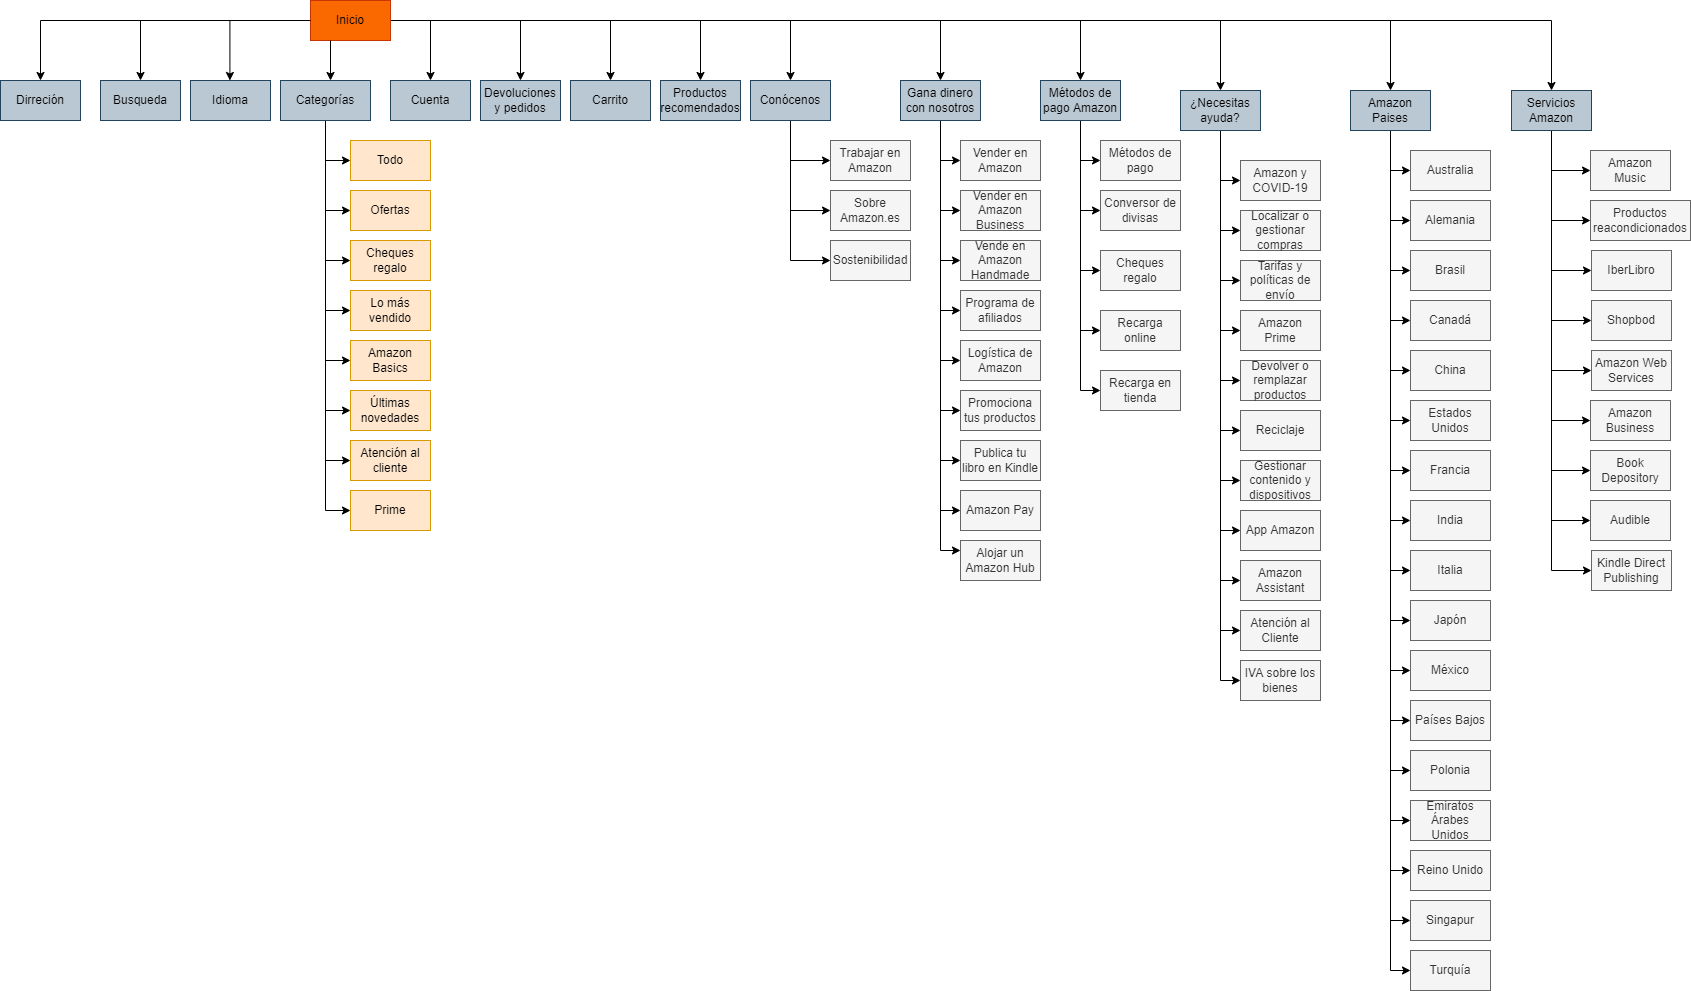 Inicio
Dirreción
Busqueda
Idioma
Categorías
Cuenta
Devoluciones
y pedidos
Carrito
Productos
recomendados
Conócenos
Gana dinero
con nosotros
Métodos de
pago Amazon
¿Necesitas
ayuda?
Amazon
Paises
Servicios
Amazon
Todo
Ofertas
Cheques
regalo
Lo más
vendido
Amazon
Basics
Últimas
novedades
Atención al
cliente
Prime
Trabajar en
Amazon
Sobre
Amazon.es
Sostenibilidad
Vender en
Amazon
Vender en
Amazon
Business
Vende en
Amazon
Handmade
Programa de
afiliados
Logística de
Amazon
Promociona
tus productos
Publica tu
libro en Kindle
Amazon Pay
Alojar un
Amazon Hub
Métodos de
pago
Conversor de
divisas
Cheques
regalo
Recarga
online
Recarga en
tienda
Amazon y
COVID-19
Localizar o
gestionar
compras
Tarifas y
políticas de
envío
Amazon
Prime
Devolver o
remplazar
productos
Reciclaje
Gestionar
contenido y
dispositivos
App Amazon
Amazon
Assistant
Atención al
Cliente
IVA sobre los
bienes
Australia
Alemania
Brasil
Canadá
China
Estados
Unidos
Francia
India
Italia
Japón
México
Países Bajos
Polonia
Emiratos
Árabes
Unidos
Reino Unido
Singapur
Turquía
Amazon
Music
Productos
reacondicionados
IberLibro
Shopbod
Amazon Web
Services
Amazon
Business
Book
Depository
Audible
Kindle Direct
Publishing